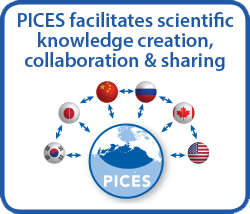 PICES facilitates scientific
knowledge creation,
collaboration & sharing
PICES